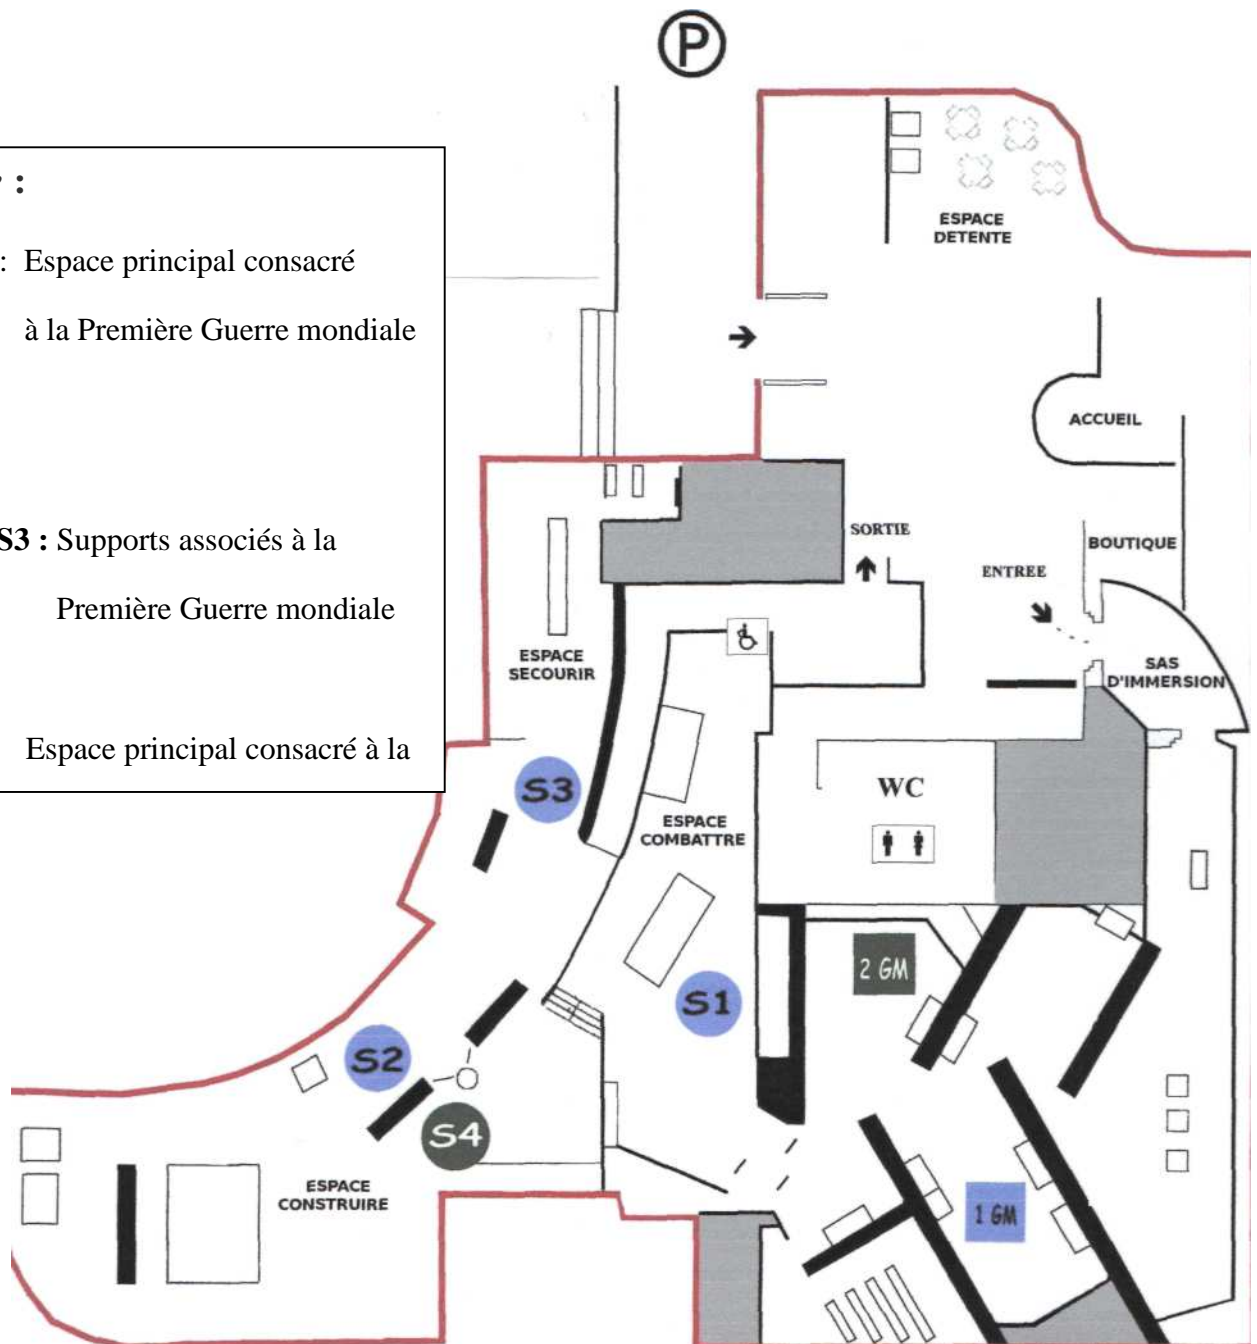 P
:
: Espace principal consacré
à la Première Guerre mondiale
S3 : Supports associés à la
Première Guerre mondiale
Espace principal consacré à la
ESPACE
DETENTE
ACCUEIL
SORTIE
BOUTIQUE
ENTREE
SAS
D'IMMERSION
ESPACE
SECOURIR
S3
WC
ESPACE
COMBATTRE
2 GM
S1
S2
S4
ESPACE
CONSTRUIRE
1 GM